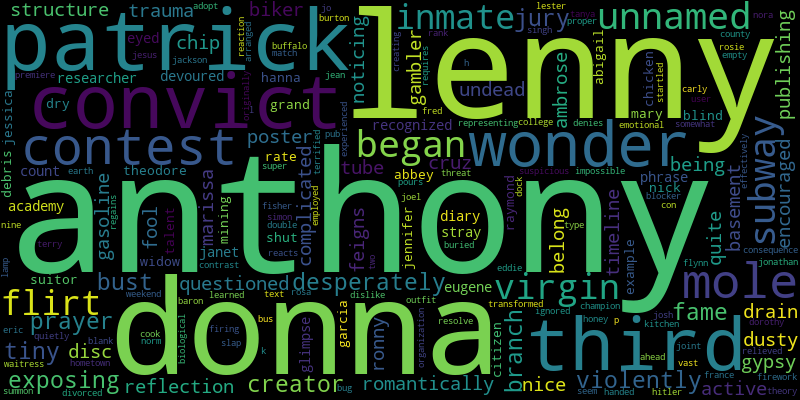 patrick
lenny
anthony
donna
convict
contest
wonder
third
virgin
mole
subway
unnamed
inmate
began
flirt
structure
trauma
biker
jury
adopt
chip
eyed
researcher
devoured
hanna
dry
grand
poster
noticing
gambler
undead
recognized
ambrose
abigail
lester
burton
jo
reaction
arranged
buffalo
match
jesus
jackson
jean
premiere
originally
fred
h
requires
creating
rank
singh
proper
tanya
nora
county
rosie
empty
startled
chicken
carly
user
mary
blind
publishing
representing
college
denies
emotional
somewhat
effectively
jessica
debris
count
earth
theodore
rate
super
terrified
pub
experienced
tube
abbey
threat
cruz
complicated
being
nick
phrase
blocker
con
basement
encouraged
academy
nine
terry
lamp
gasoline
fool
talent
widow
janet
contrast
marissa
mining
shut
fisher
simon
double
reacts
employed
two
feigns
pours
joel
jennifer
diary
stray
buried
raymond
dock
suspicious
impossible
type
belong
timeline
example
quite
flynn
consequence
jonathan
suitor
bust
questioned
desperately
eugene
prayer
weekend
baron
learned
text
rosa
dislike
outfit
transformed
champion
ignored
eddie
josh
honey
p
kitchen
dorothy
relieved
fame
drain
dusty
gypsy
tiny
disc
eric
quietly
blank
cook
norm
biological
firing
slap
bus
glimpse
garcia
ronny
organization
resolve
citizen
branch
nice
seem
handed
hitler
violently
ahead
joint
vast
france
active
firework
theory
exposing
reflection
creator
romantically
waitress
hometown
summon
divorced
k
bug
regains